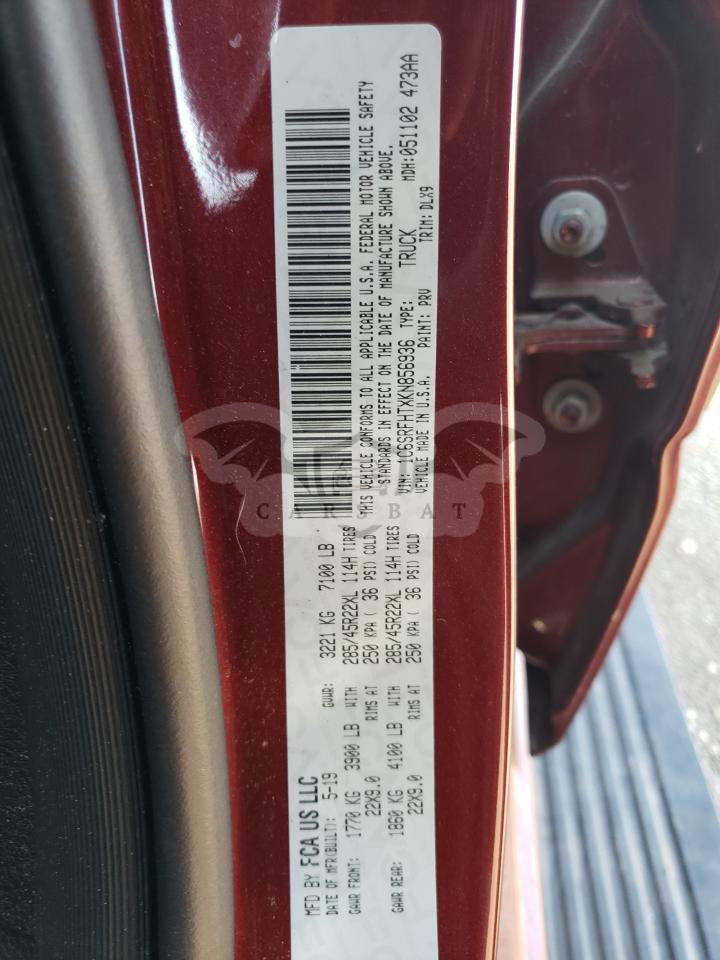 MFD BY FCA US LLC
DATE OF MFR(BUILT): 5-19 GVWR: 3221 KG 7100 LB
GAWR FRONT: 1770 KG 3900 LB WITH 285/45R22XL 114H TIRES
22X9.0 RIMS AT 250 KPA ( 36 PSI) COLD
GAWR REAR: 1860 KG 4100 LB WITH 285/45R22XL 114H TIRES
22X9.0 RIMS AT 250 KPA ( 36 PSI) COLD
THIS VEHICLE CONFORMS TO ALL APPLICABLE U.S.A. FEDERAL MOTOR VEHICLE SAFETY
STANDARDS IN EFFECT ON THE DATE OF MANUFACTURE SHOWN ABOVE.
VIN: 1C6SRFHTXKN856936 TYPE: TRUCK MDH:051102 473AA
VEHICLE MADE IN U.S.A. PAINT: PRV TRIM: DLX9
CARSBAT